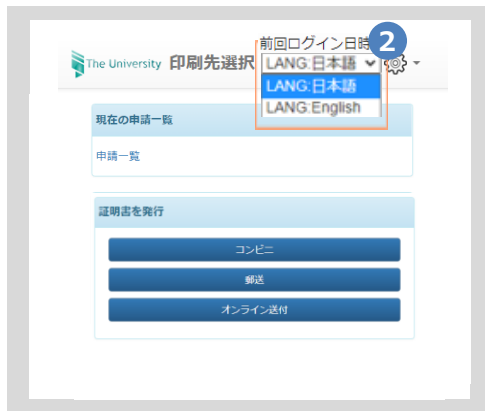 前回ログイン日時
2
The University 印刷先選択 LANG:日本語
LANG:日本語
LANG:English
現在の申請一覧
申請一覧
証明書を発行
コンビニ
郵送
オンライン送付